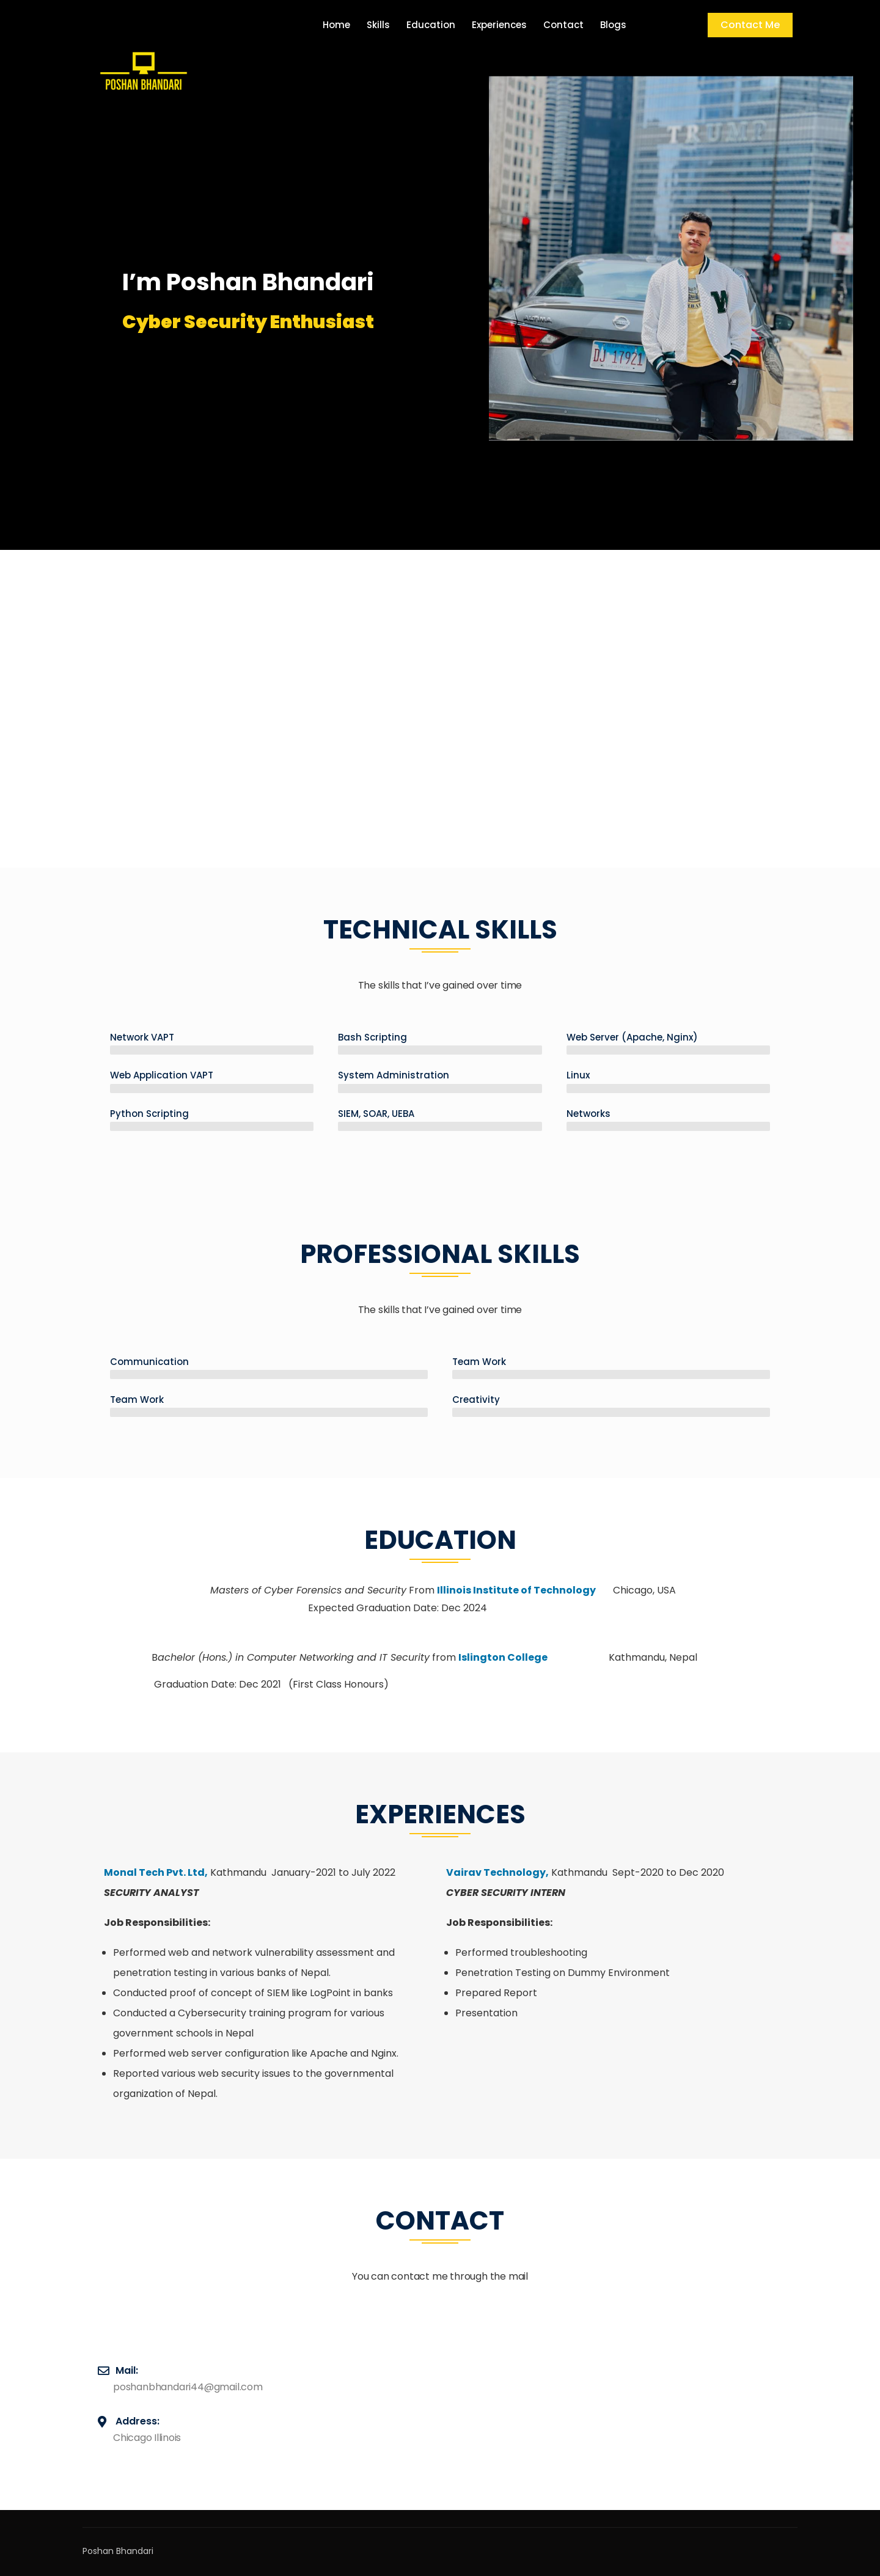 Home Skills Education Experiences Contact Blogs Contact Me
POSHAN BHANDARI
TRUMP
I’m Poshan Bhandari
Cyber Security Enthusiast
ALTIMA
DJ 17921
TECHNICAL SKILLS
The skills that I’ve gained over time
Network VAPT
Bash Scripting
Web Server (Apache, Nginx)
Web Application VAPT
System Administration
Linux
Python Scripting
SIEM, SOAR, UEBA
Networks
PROFESSIONAL SKILLS
The skills that I’ve gained over time
Communication
Team Work
Team Work
Creativity
EDUCATION
Masters of Cyber Forensics and Security From Illinois Institute of Technology Chicago, USA
Expected Graduation Date: Dec 2024
Bachelor (Hons.) in Computer Networking and IT Security from Islington College Kathmandu, Nepal
Graduation Date: Dec 2021 (First Class Honours)
EXPERIENCES
Monal Tech Pvt. Ltd, Kathmandu January-2021 to July 2022
SECURITY ANALYST
Job Responsibilities:
Performed web and network vulnerability assessment and
penetration testing in various banks of Nepal.
Conducted proof of concept of SIEM like LogPoint in banks
Conducted a Cybersecurity training program for various
government schools in Nepal
Performed web server configuration like Apache and Nginx.
Reported various web security issues to the governmental
organization of Nepal.
Vairav Technology, Kathmandu Sept-2020 to Dec 2020
CYBER SECURITY INTERN
Job Responsibilities:
Performed troubleshooting
Penetration Testing on Dummy Environment
Prepared Report
Presentation
CONTACT
You can contact me through the mail
Mail:
poshanbhandari44@gmail.com
Address:
Chicago Illinois
Poshan Bhandari